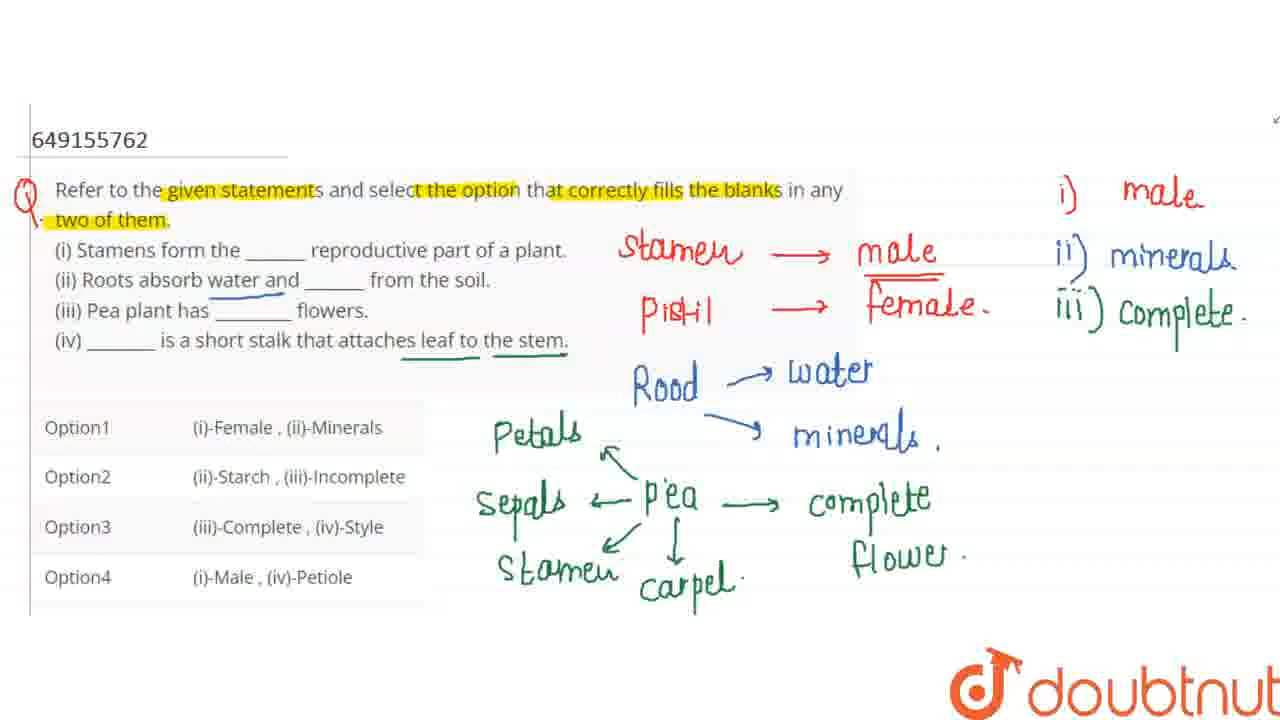 649155762
Q Refer to the given statements and select the option that correctly fills the blanks in any
two of them.
(i) Stamens form the ______ reproductive part of a plant.
(ii) Roots absorb water and ______ from the soil.
(iii) Pea plant has ________ flowers.
(iv) _______ is a short stalk that attaches leaf to the stem.
Option1 (i)-Female , (ii)-Minerals
Option2 (ii)-Starch , (iii)-Incomplete
Option3 (iii)-Complete , (iv)-Style
Option4 (i)-Male , (iv)-Petiole
Stamen → male
Pistil → female.
Rood → water
→ minerals.
Petals
Sepals ← Pea → complete
flower.
Stamen
carpel.
i) male
ii) minerals.
iii) complete.
doubtnut